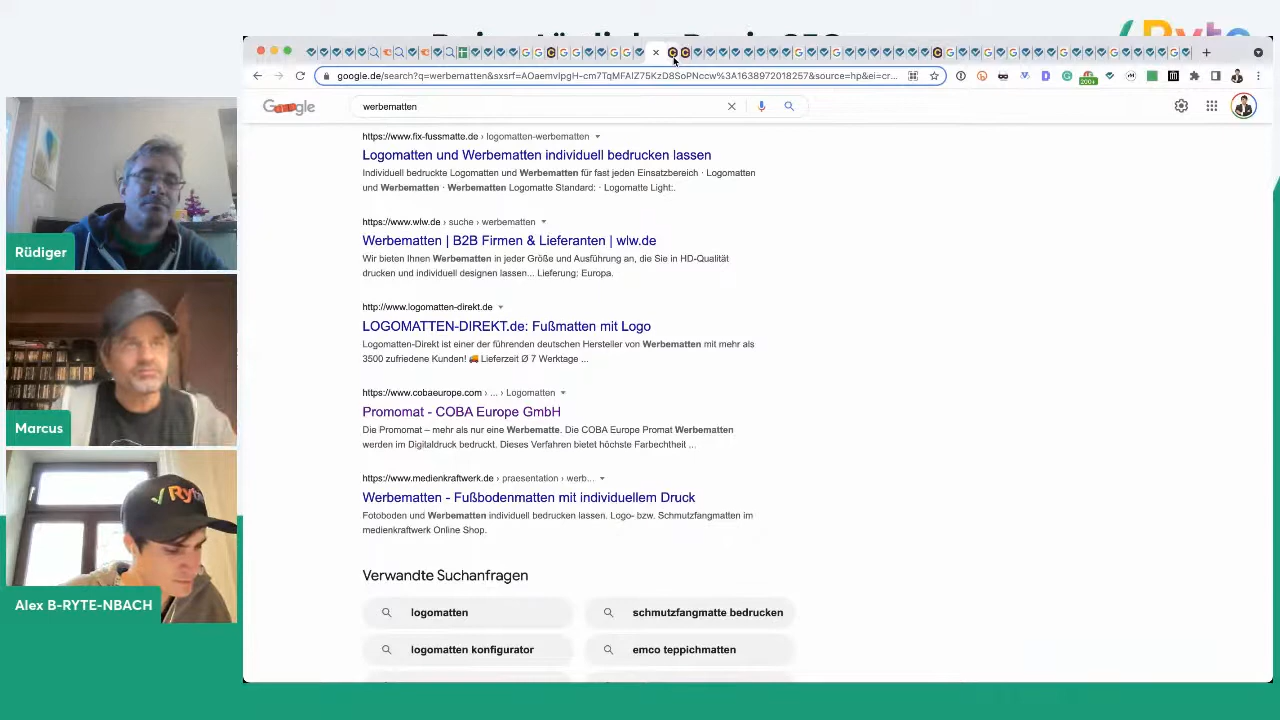 Ryte
google.de/search?q=werbematten&sxsrf=AOaemvIpgH-cm7TqMFAIZ75KzD8SoPNccw%3A1638972018257&source=hp&ei=cr...
200+
Google
werbematten
https://www.fix-fussmatte.de › logomatten-werbematten
Logomatten und Werbematten individuell bedrucken lassen
Individuell bedruckte Logomatten und Werbematten für fast jeden Einsatzbereich · Logomatten
und Werbematten · Werbematten Logomatte Standard: · Logomatte Light:.
https://www.wlw.de › suche › werbematten
Werbematten | B2B Firmen & Lieferanten | wlw.de
Wir bieten Ihnen Werbematten in jeder Größe und Ausführung an, die Sie in HD-Qualität
drucken und individuell designen lassen... Lieferung: Europa.
http://www.logomatten-direkt.de
LOGOMATTEN-DIREKT.de: Fußmatten mit Logo
Logomatten-Direkt ist einer der führenden deutschen Hersteller von Werbematten mit mehr als
3500 zufriedene Kunden! 🚚 Lieferzeit Ø 7 Werktage ...
https://www.cobaeurope.com › ... › Logomatten
Promomat - COBA Europe GmbH
Die Promomat – mehr als nur eine Werbematte. Die COBA Europe Promat Werbematten
werden im Digitaldruck bedruckt. Dieses Verfahren bietet höchste Farbechtheit ...
https://www.medienkraftwerk.de › praesentation › werb...
Werbematten - Fußbodenmatten mit individuellem Druck
Fotoboden und Werbematten individuell bedrucken lassen. Logo- bzw. Schmutzfangmatten im
medienkraftwerk Online Shop.
Verwandte Suchanfragen
logomatten
schmutzfangmatte bedrucken
logomatten konfigurator
emco teppichmatten
Rüdiger
Marcus
Ryte
Alex B-RYTE-NBACH